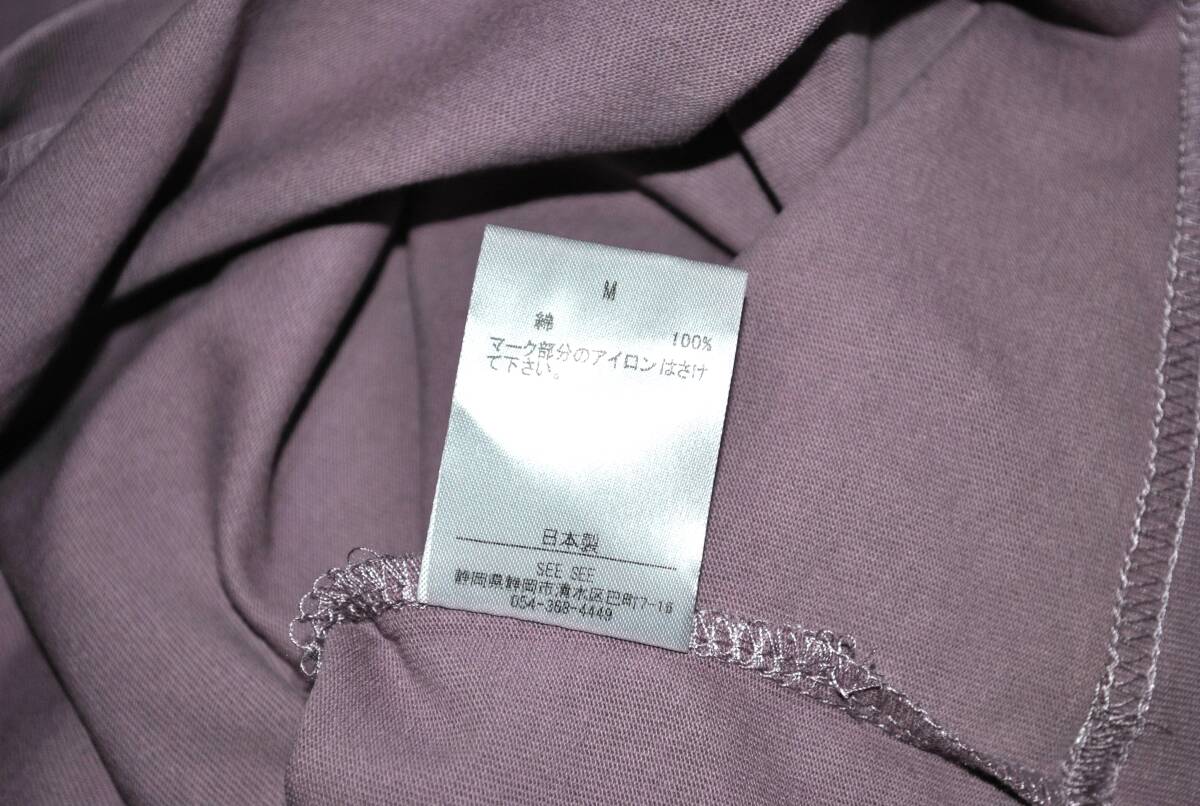 M
綿 100%
マーク部分のアイロンはさけ
て下さい。
日本製
SEE SEE
静岡県静岡市清水区巴町7-16
054-368-4449